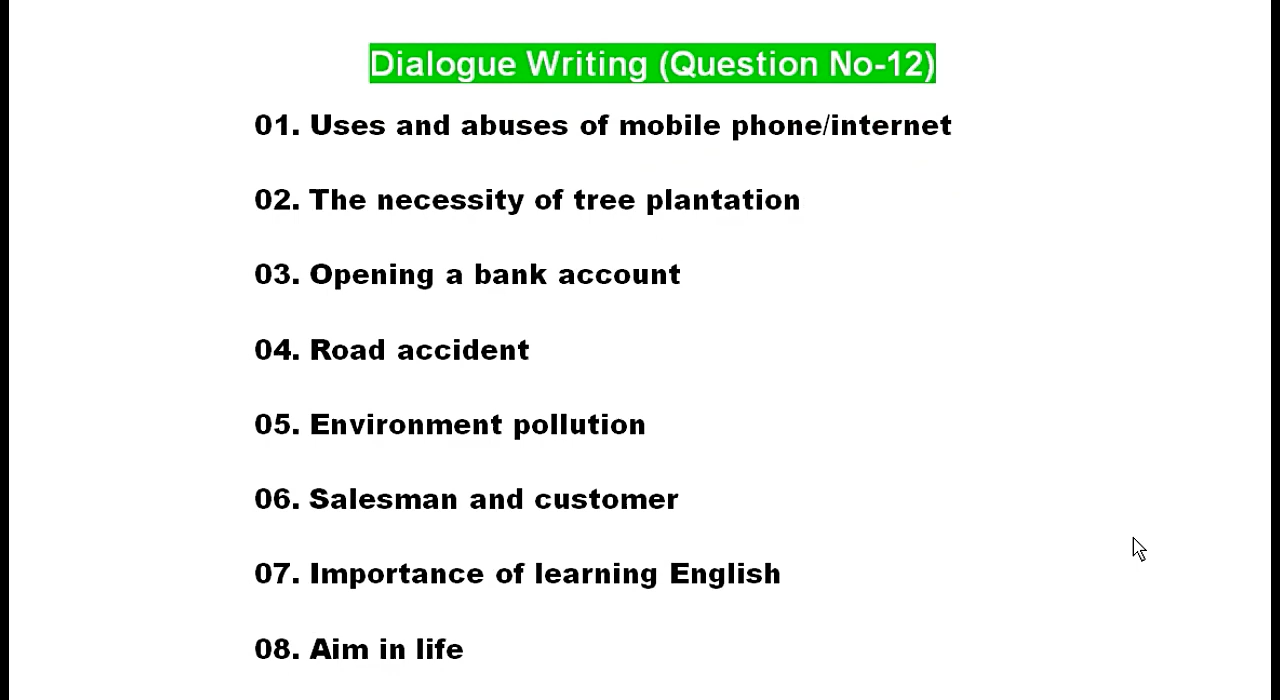 Dialogue Writing (Question No-12)
01. Uses and abuses of mobile phone/internet
02. The necessity of tree plantation
03. Opening a bank account
04. Road accident
05. Environment pollution
06. Salesman and customer
07. Importance of learning English
08. Aim in life